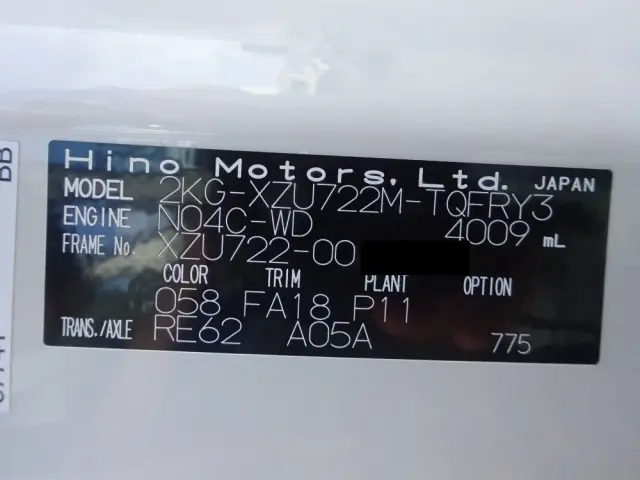 Hino Motors, Ltd. JAPAN
MODEL 2KG-XZU722M-TQFRY3
ENGINE N04C-WD 4009 mL
FRAME No. XZU722-00
COLOR TRIM PLANT OPTION
058 FA18 P11
TRANS./AXLE RE62 A05A 775
BB